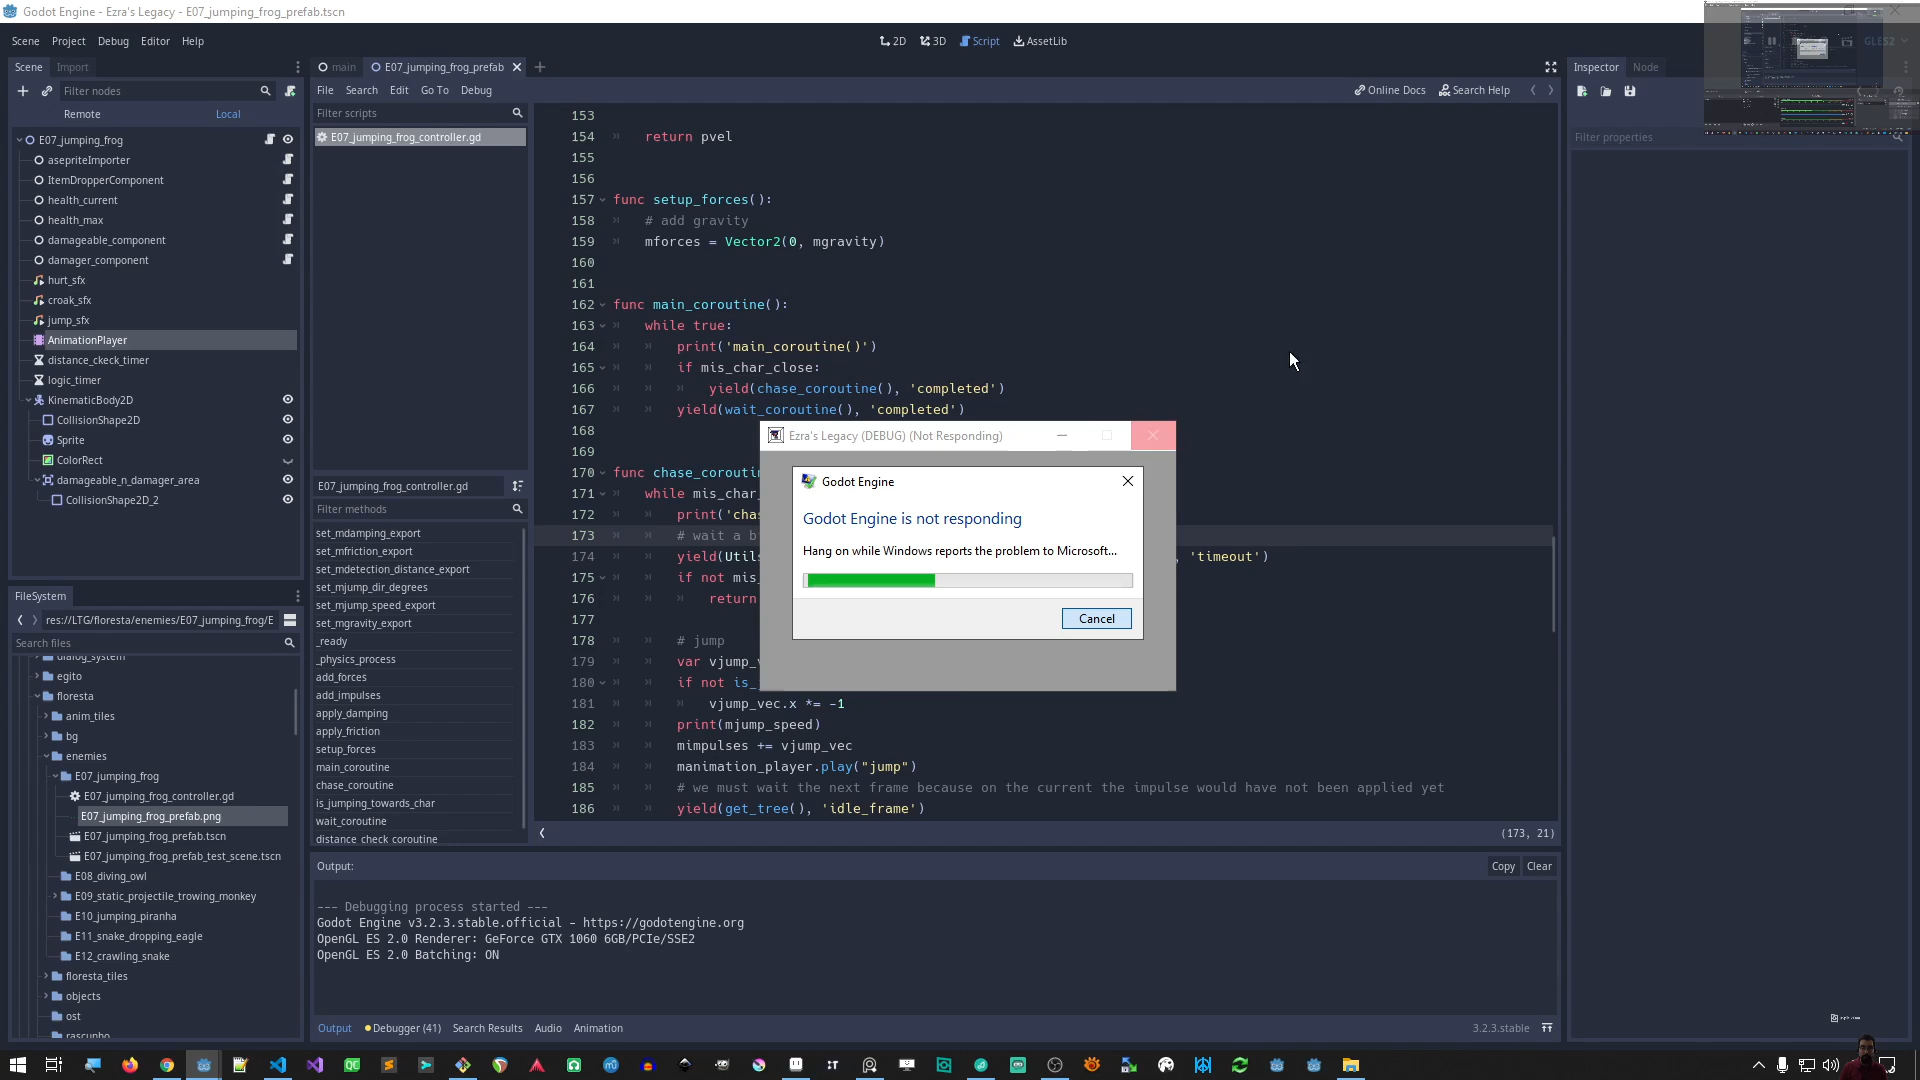 Godot Engine - Ezra's Legacy - E07_jumping_frog_prefab.tscn
Scene Project Debug Editor Help
2D 3D Script AssetLib
GLES2
Scene Import
main E07_jumping_frog_prefab
Inspector Node
Filter nodes
File Search Edit Go To Debug
Online Docs Search Help
Remote Local
Filter scripts
Filter properties
E07_jumping_frog
asepriteImporter
ItemDropperComponent
health_current
health_max
damageable_component
damager_component
hurt_sfx
croak_sfx
jump_sfx
AnimationPlayer
distance_ckeck_timer
logic_timer
KinematicBody2D
CollisionShape2D
Sprite
ColorRect
damageable_n_damager_area
CollisionShape2D_2
FileSystem
res://LTG/floresta/enemies/E07_jumping_frog/E
Search files
dialog_system
egito
floresta
anim_tiles
bg
enemies
E07_jumping_frog
E07_jumping_frog_controller.gd
E07_jumping_frog_prefab.png
E07_jumping_frog_prefab.tscn
E07_jumping_frog_prefab_test_scene.tscn
E08_diving_owl
E09_static_projectile_trowing_monkey
E10_jumping_piranha
E11_snake_dropping_eagle
E12_crawling_snake
floresta_tiles
objects
ost
rascunho
E07_jumping_frog_controller.gd
E07_jumping_frog_controller.gd
Filter methods
set_mdamping_export
set_mfriction_export
set_mdetection_distance_export
set_mjump_dir_degrees
set_mjump_speed_export
set_mgravity_export
_ready
_physics_process
add_forces
add_impulses
apply_damping
apply_friction
setup_forces
main_coroutine
chase_coroutine
is_jumping_towards_char
wait_coroutine
distance_check_coroutine
153
154 return pvel
155
156
157 func setup_forces():
158 # add gravity
159 mforces = Vector2(0, mgravity)
160
161
162 func main_coroutine():
163 while true:
164 print('main_coroutine()')
165 if mis_char_close:
166 yield(chase_coroutine(), 'completed')
167 yield(wait_coroutine(), 'completed')
168
169
170 func chase_coroutin
171 while mis_char_
172 print('chas
173 # wait a b
174 yield(Utils , 'timeout')
175 if not mis_
176 return
177
178 # jump
179 var vjump_v
180 if not is_
181 vjump_vec.x *= -1
182 print(mjump_speed)
183 mimpulses += vjump_vec
184 manimation_player.play("jump")
185 # we must wait the next frame because on the current the impulse would have not been applied yet
186 yield(get_tree(), 'idle_frame')
(173, 21)
Ezra's Legacy (DEBUG) (Not Responding)
Godot Engine
Godot Engine is not responding
Hang on while Windows reports the problem to Microsoft...
Cancel
Output:
Copy Clear
--- Debugging process started ---
Godot Engine v3.2.3.stable.official - https://godotengine.org
OpenGL ES 2.0 Renderer: GeForce GTX 1060 6GB/PCIe/SSE2
OpenGL ES 2.0 Batching: ON
Output Debugger (41) Search Results Audio Animation
3.2.3.stable